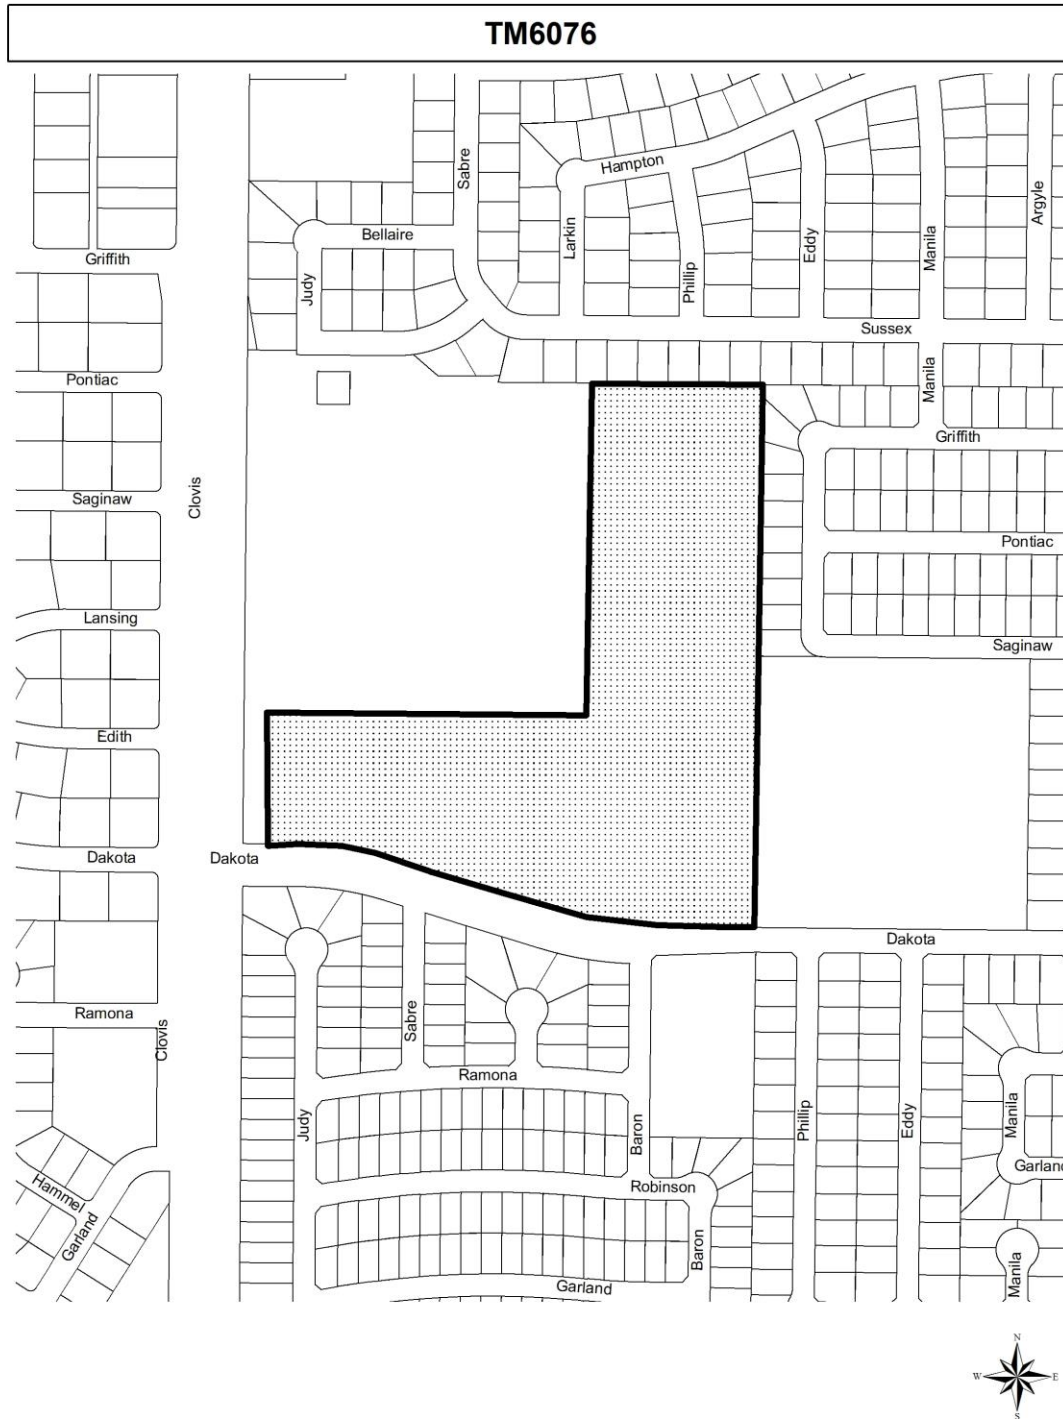 TM6076
Sabre
Hampton
Larkin
Bellaire
Judy
Phillip
Eddy
Manila
Argyle
Griffith
Sussex
Pontiac
Manila
Griffith
Clovis
Saginaw
Pontiac
Lansing
Saginaw
Edith
Dakota
Dakota
Dakota
Ramona
Clovis
Sabre
Ramona
Judy
Baron
Phillip
Eddy
Manila
Garland
Hammel
Garland
Robinson
Baron
Garland
Manila
N
W
E
S